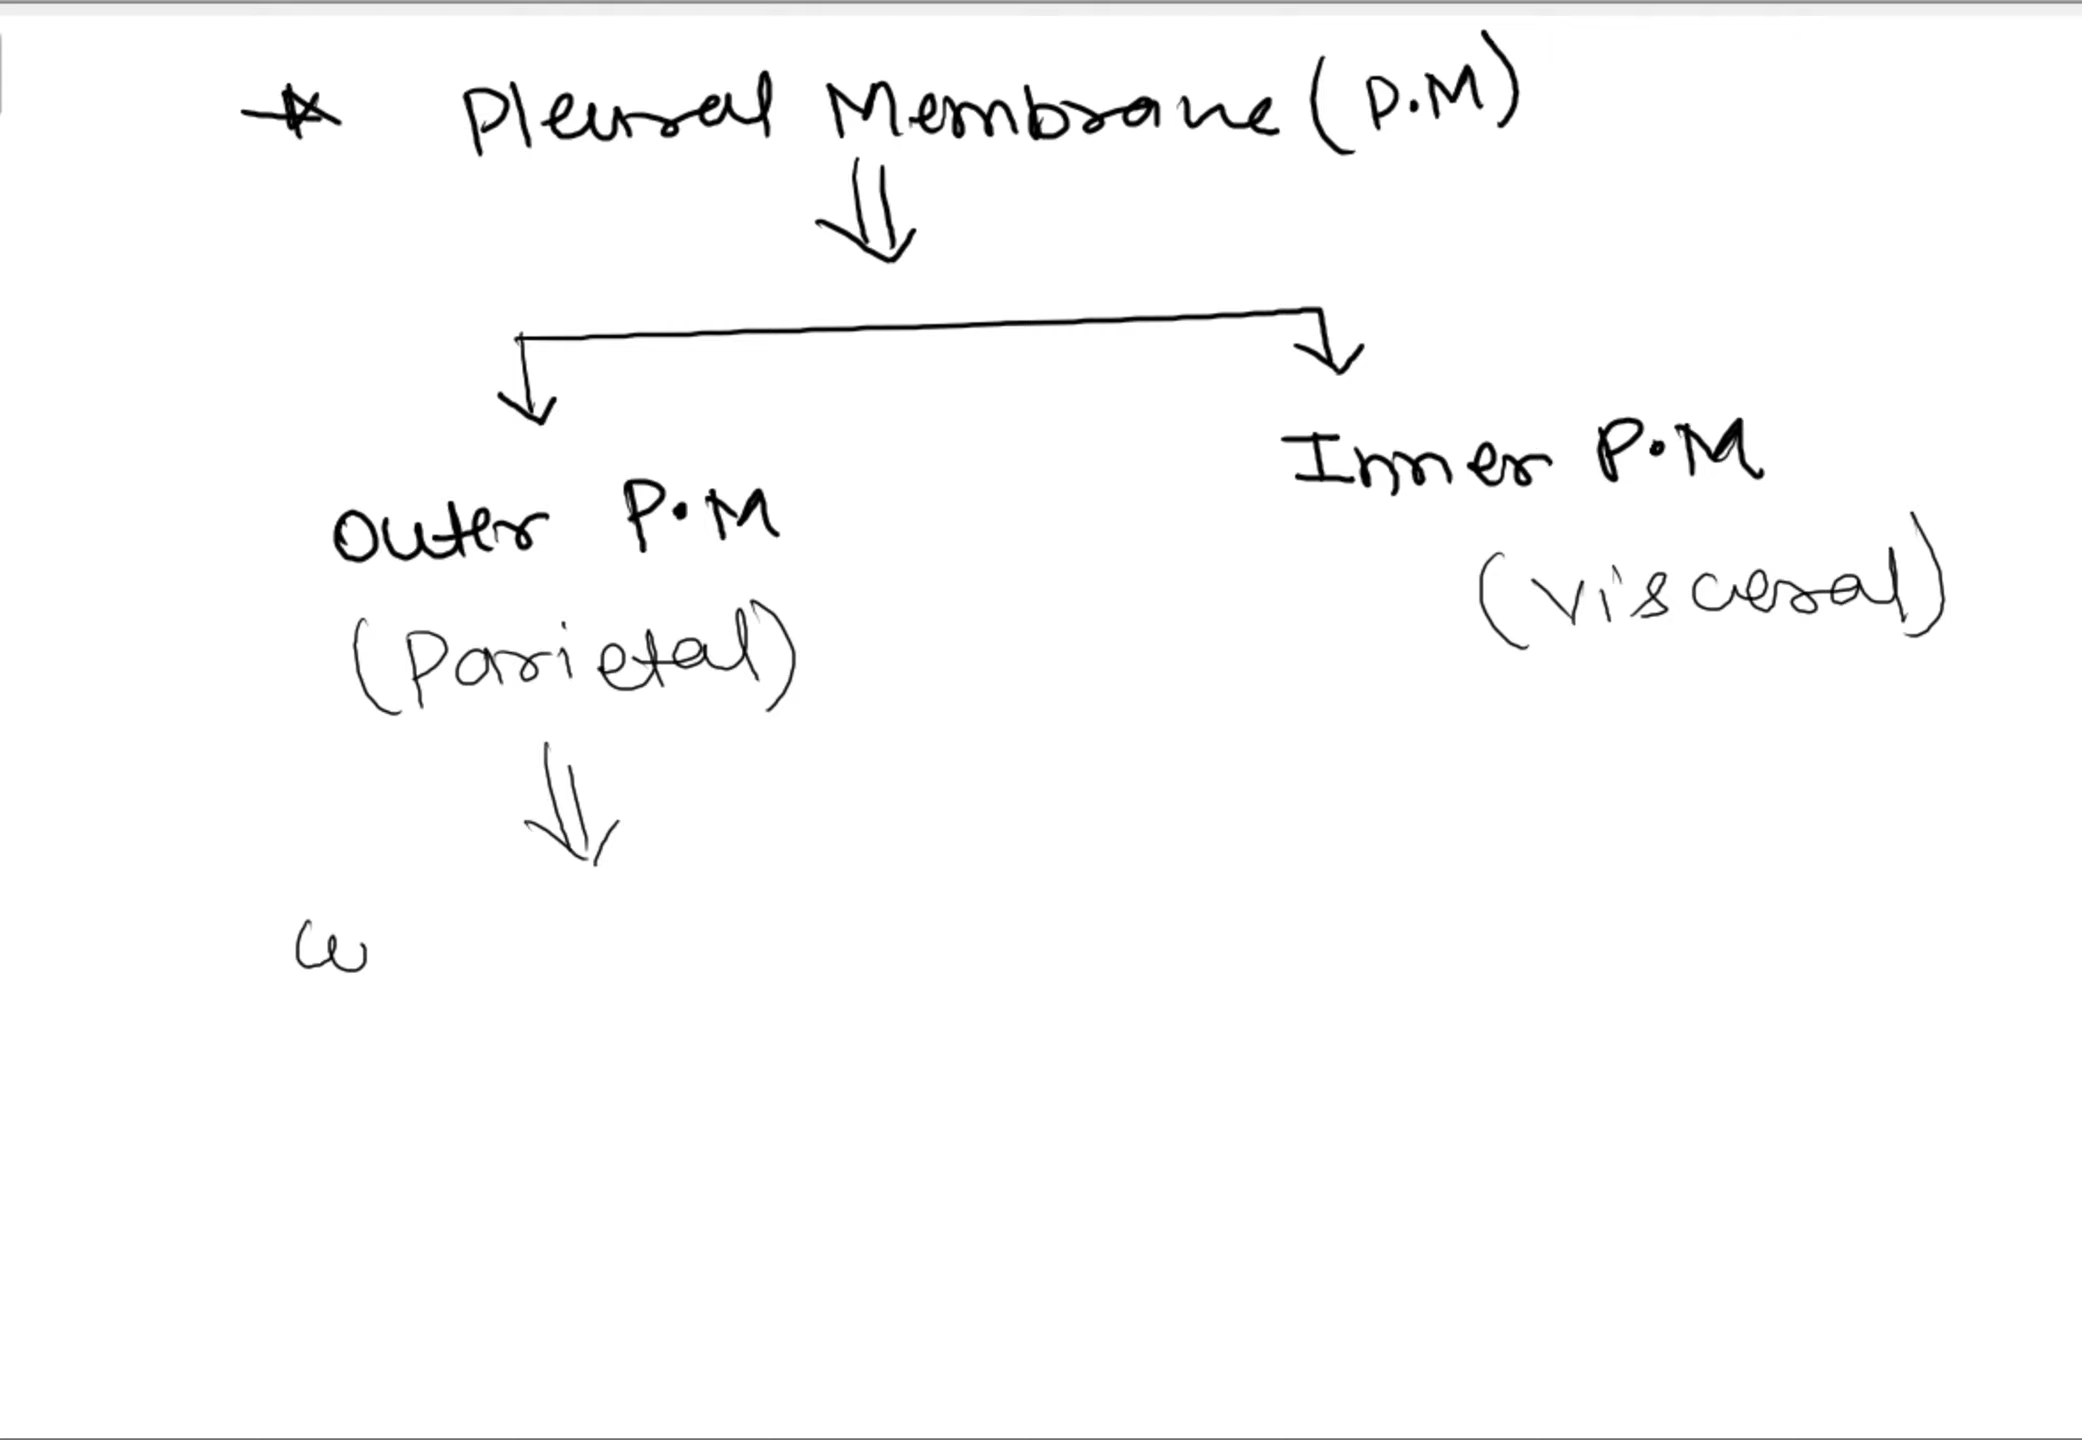 Pleural Membrane (P.M)
Outer P.M
Inner P.M
(Parietal)
(visceral)